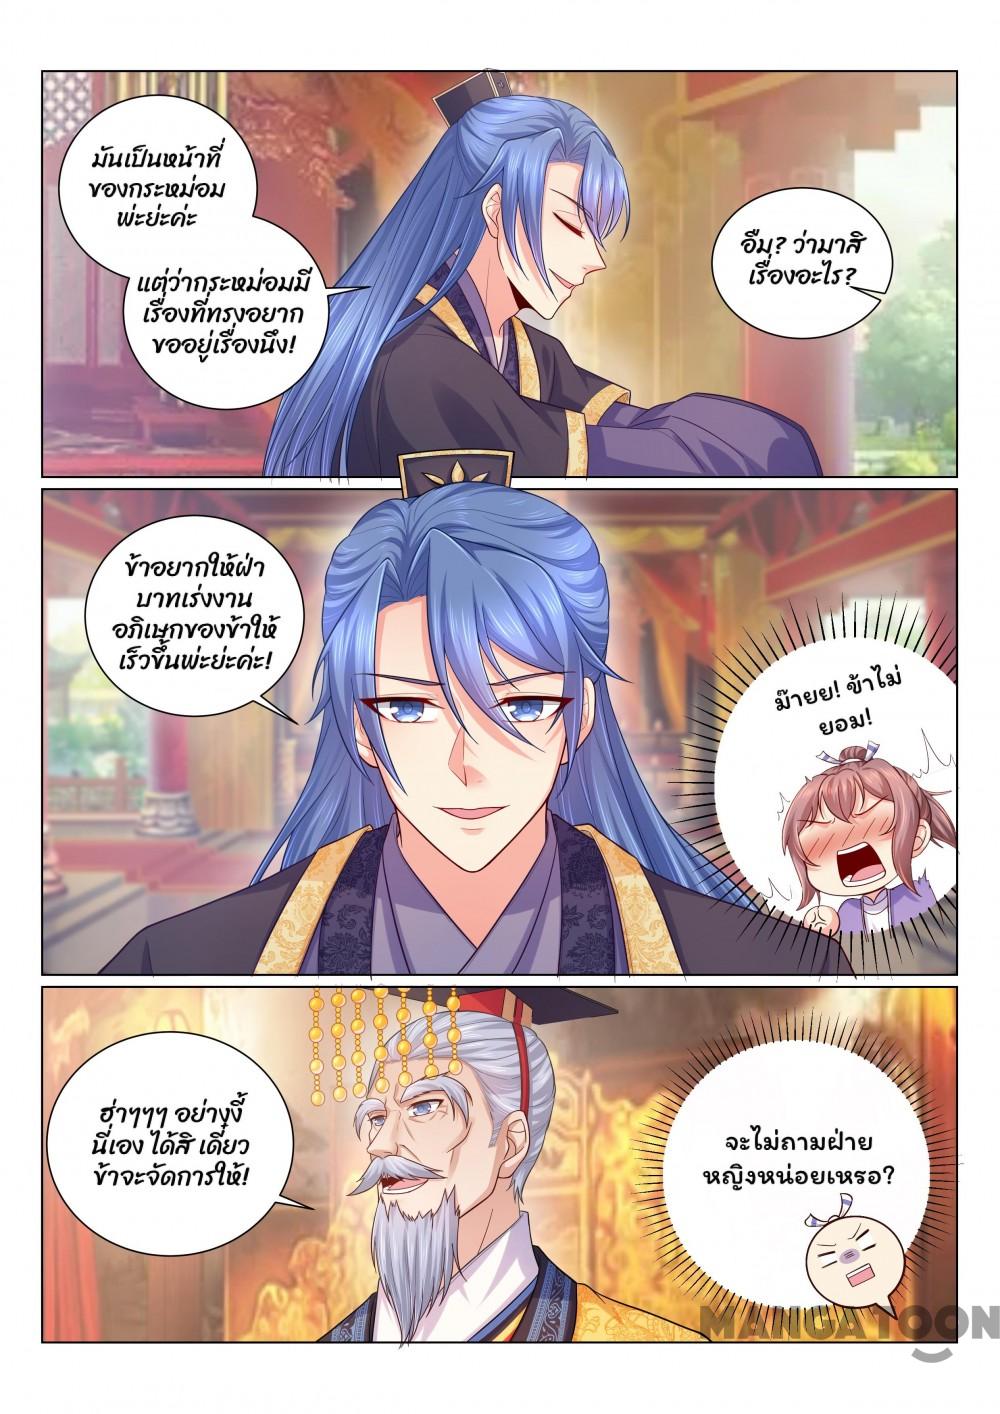 มันเป็นหน้าที่
ของกระหม่อม
พ่ะย่ะค่ะ
แต่ว่ากระหม่อมมี
เรื่องที่ทรงอยาก
ขออยู่เรื่องนึง!
อืม? ว่ามาสิ
เรื่องอะไร?
ข้าอยากให้ฝ่า
บาทเร่งงาน
อภิเษกของข้าให้
เร็วขึ้นพ่ะย่ะค่ะ!
ม๊ายย! ข้าไม่
ยอม!
ฮ่าๆๆๆ อย่างงี้
นี่เอง ได้สิ เดี๋ยว
ข้าจะจัดการให้!
จะไม่ถามฝ่าย
หญิงหน่อยเหรอ?
MANGATOON